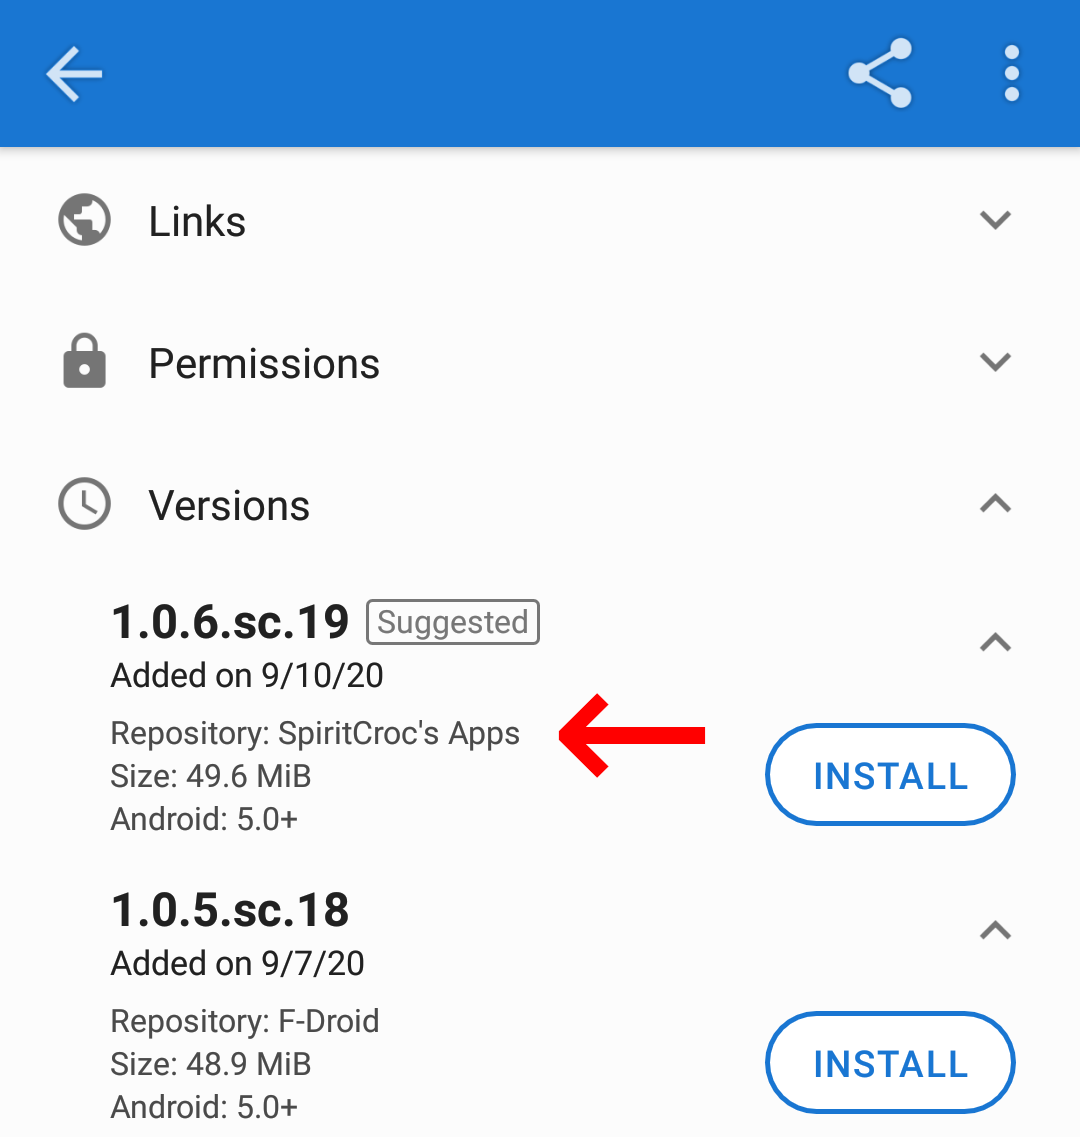 Links
Permissions
Versions
1.0.6.sc.19 Suggested
Added on 9/10/20
Repository: SpiritCroc's Apps
Size: 49.6 MiB
Android: 5.0+
INSTALL
1.0.5.sc.18
Added on 9/7/20
Repository: F-Droid
Size: 48.9 MiB
Android: 5.0+
INSTALL